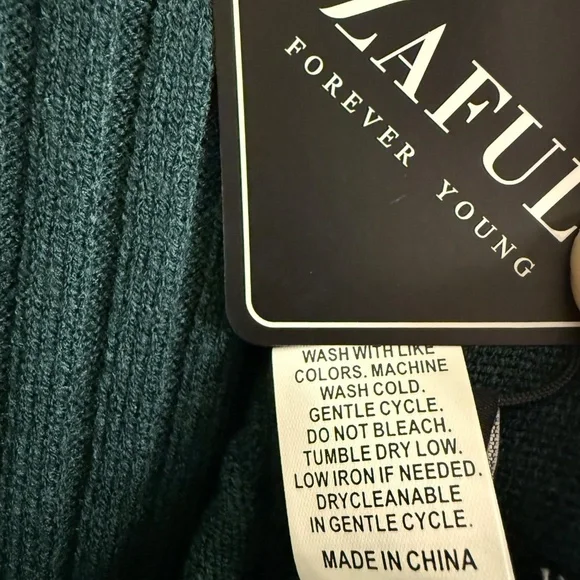 ZAFUL
FOREVER YOUNG
WASH WITH LIKE
COLORS. MACHINE
WASH COLD.
GENTLE CYCLE.
DO NOT BLEACH.
TUMBLE DRY LOW.
LOW IRON IF NEEDED.
DRYCLEANABLE
IN GENTLE CYCLE.
MADE IN CHINA